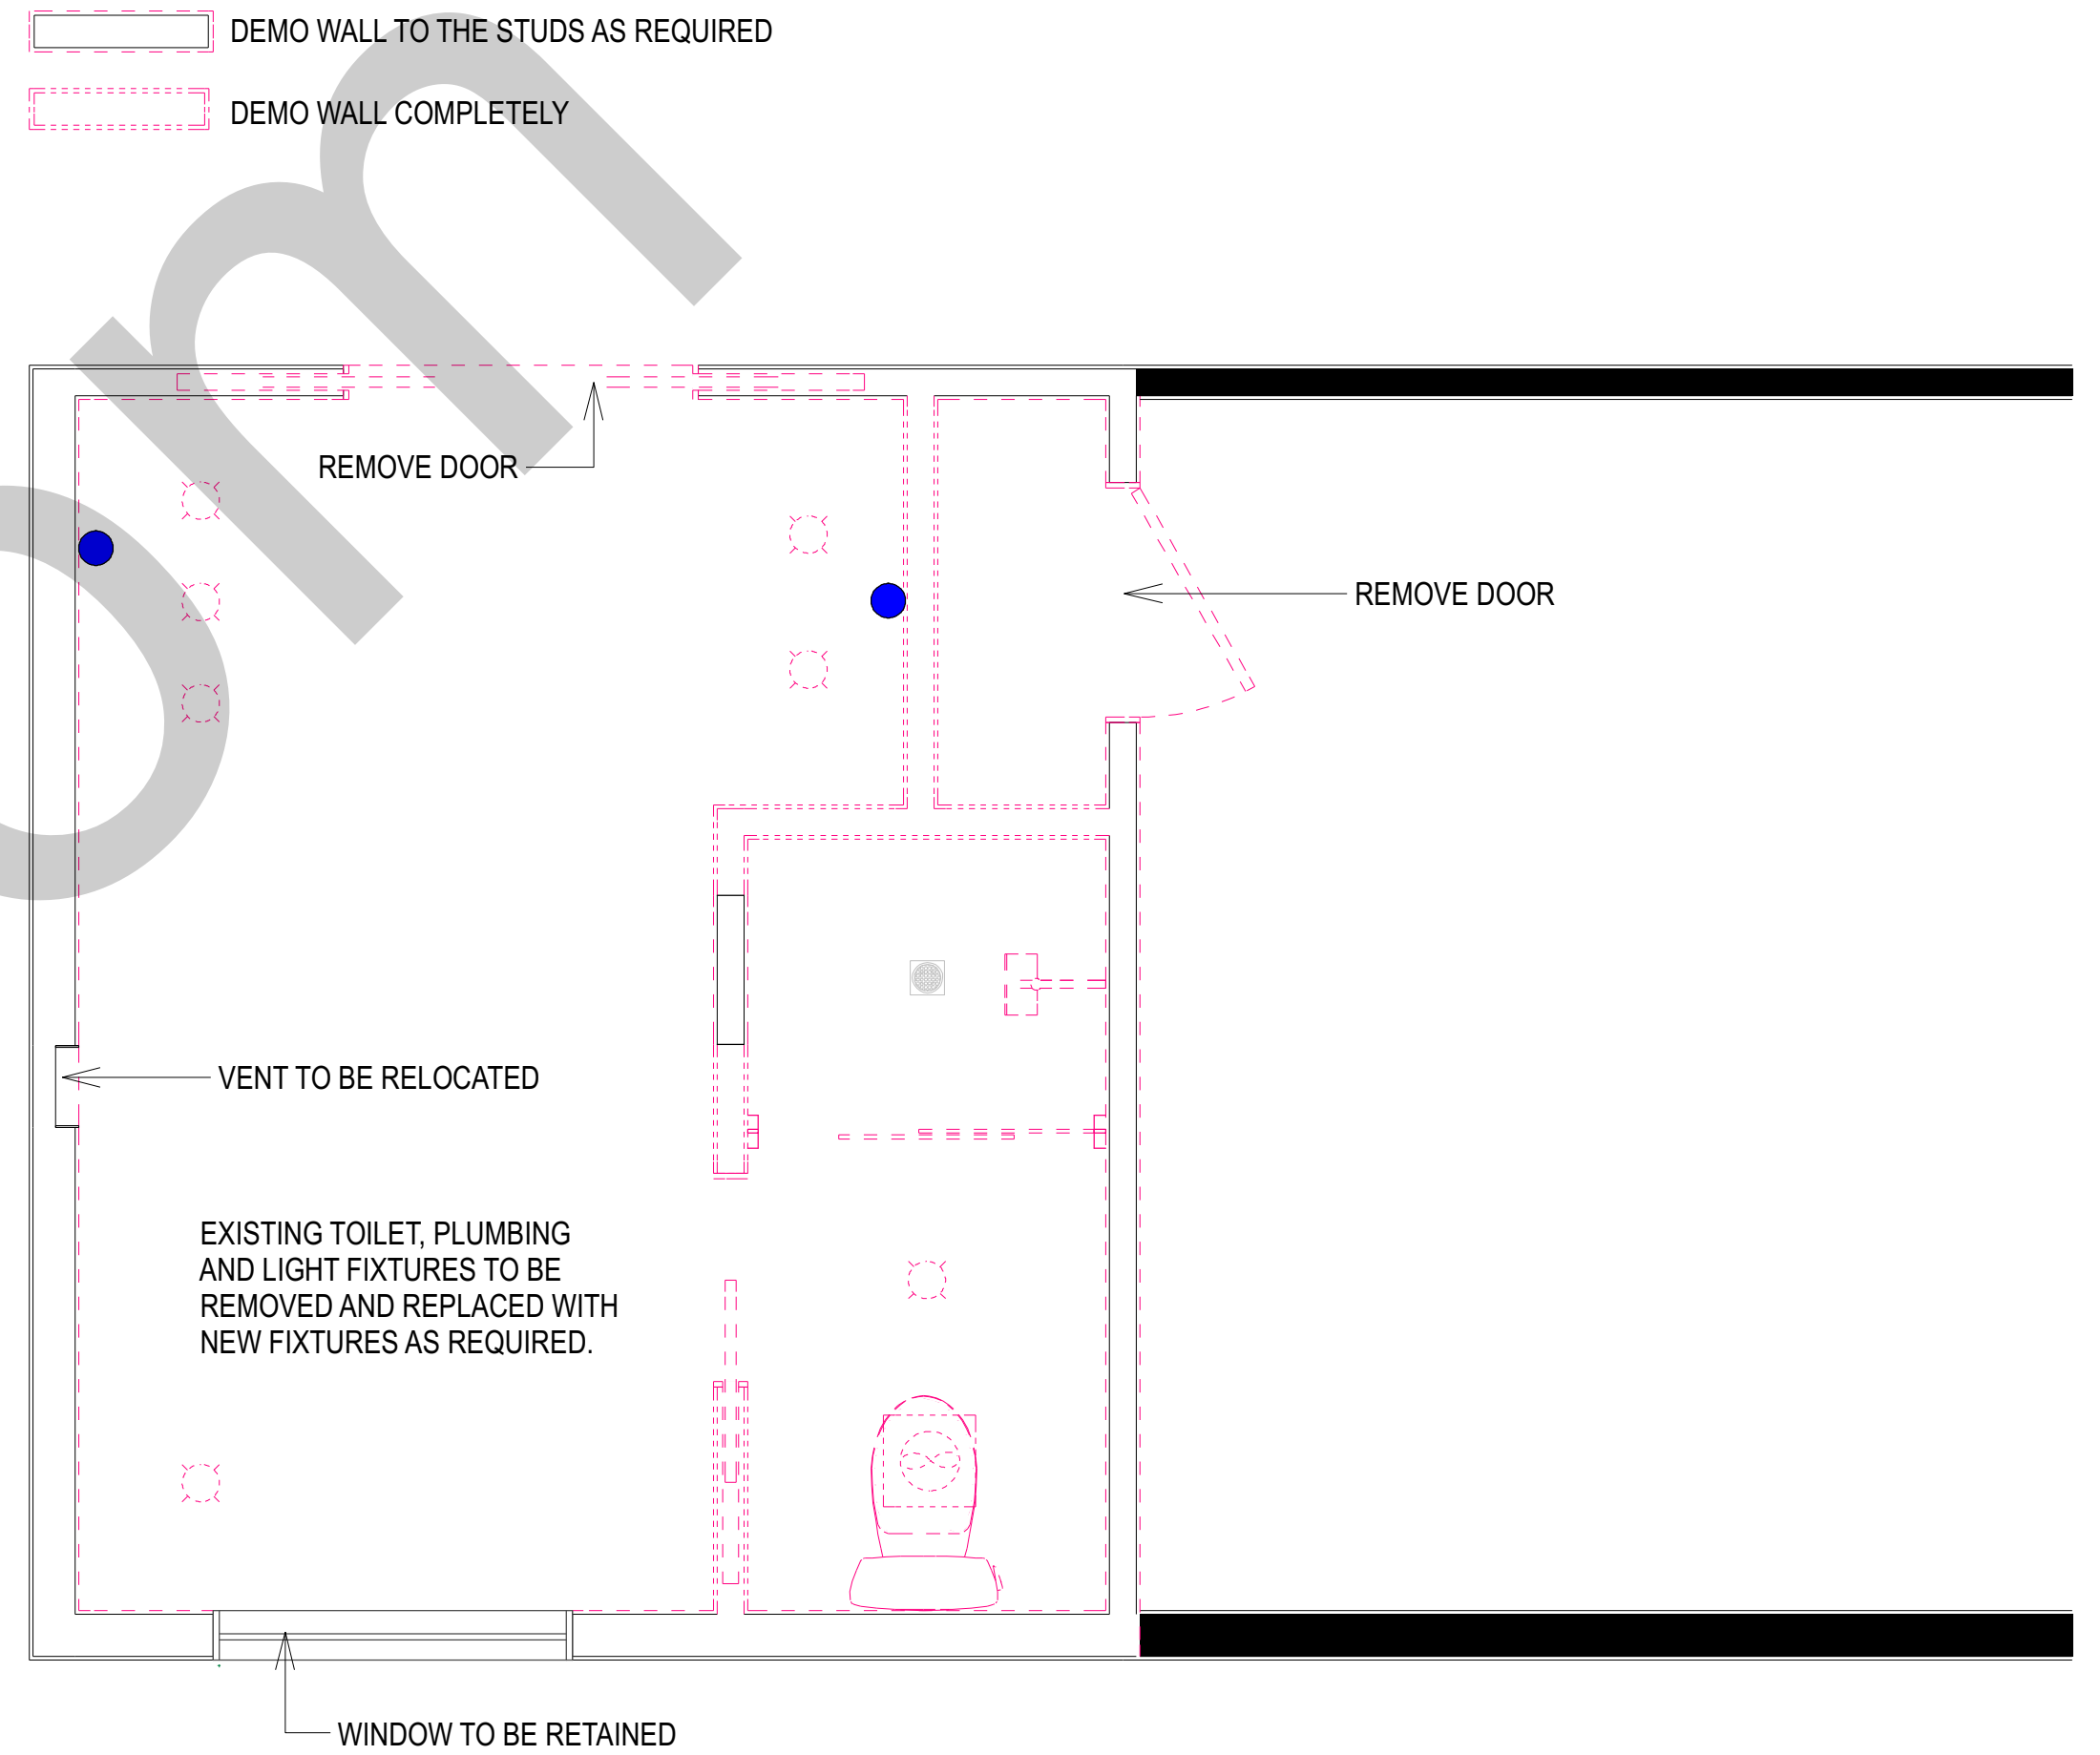 DEMO WALL TO THE STUDS AS REQUIRED
DEMO WALL COMPLETELY
REMOVE DOOR
REMOVE DOOR
VENT TO BE RELOCATED
EXISTING TOILET, PLUMBING
AND LIGHT FIXTURES TO BE
REMOVED AND REPLACED WITH
NEW FIXTURES AS REQUIRED.
WINDOW TO BE RETAINED
om